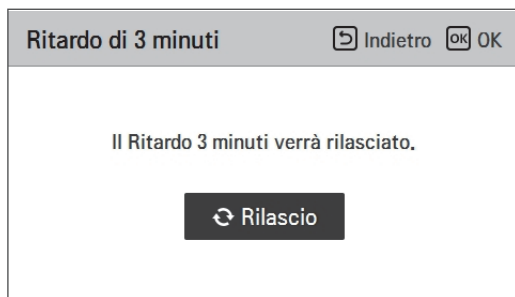 Ritardo di 3 minuti Indietro OK OK
Il Ritardo 3 minuti verrà rilasciato.
Rilascio